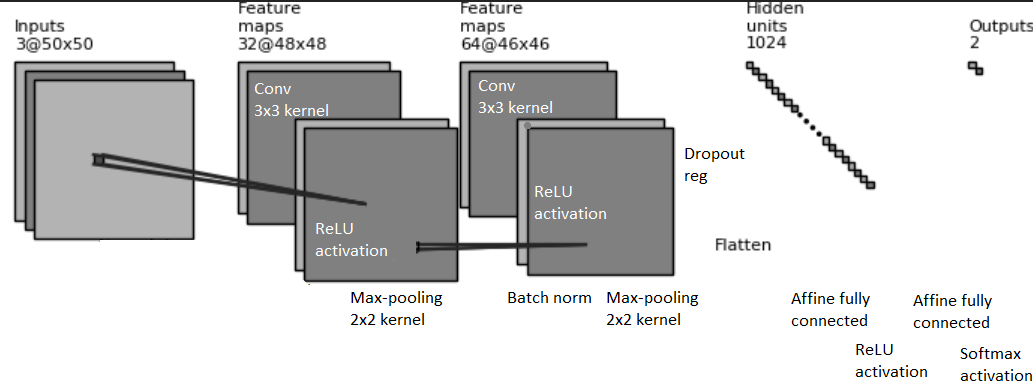 Inputs
3@50x50
Feature
maps
32@48x48
Feature
maps
64@46x46
Hidden
units
1024
Outputs
2
Conv
3x3 kernel
ReLU
activation
Conv
3x3 kernel
ReLU
activation
Dropout
reg
Flatten
Max-pooling
2x2 kernel
Batch norm
Max-pooling
2x2 kernel
Affine fully
connected
Affine fully
connected
ReLU
activation
Softmax
activation